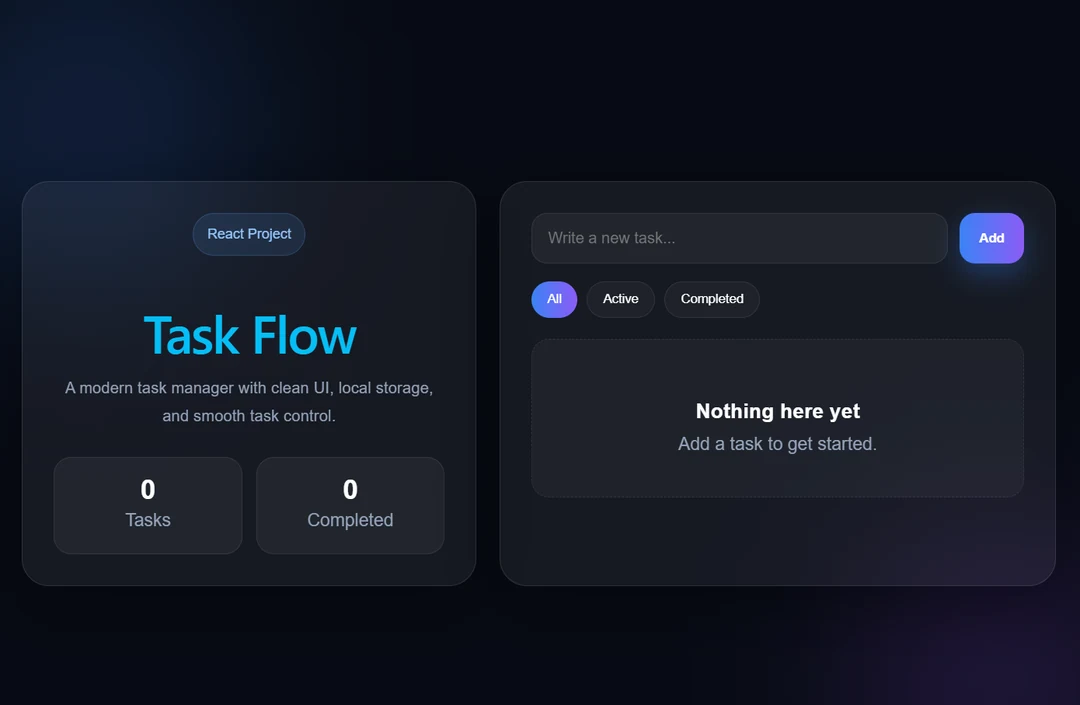 React Project
Task Flow
A modern task manager with clean UI, local storage,
and smooth task control.
0
Tasks
0
Completed
Write a new task...
Add
All
Active
Completed
Nothing here yet
Add a task to get started.